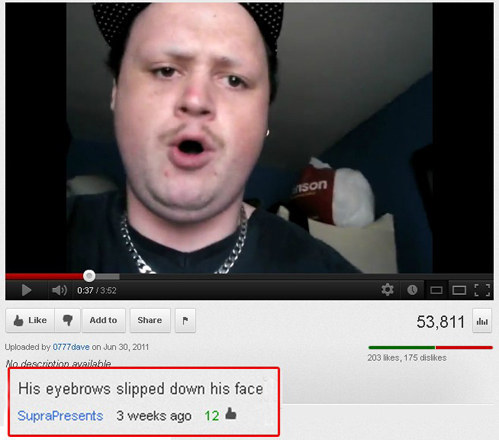 nson
0:37 / 3:52
Like Add to Share 53,811
Uploaded by 0777dave on Jun 30, 2011
203 likes, 175 dislikes
No description available.
His eyebrows slipped down his face
SupraPresents 3 weeks ago 12